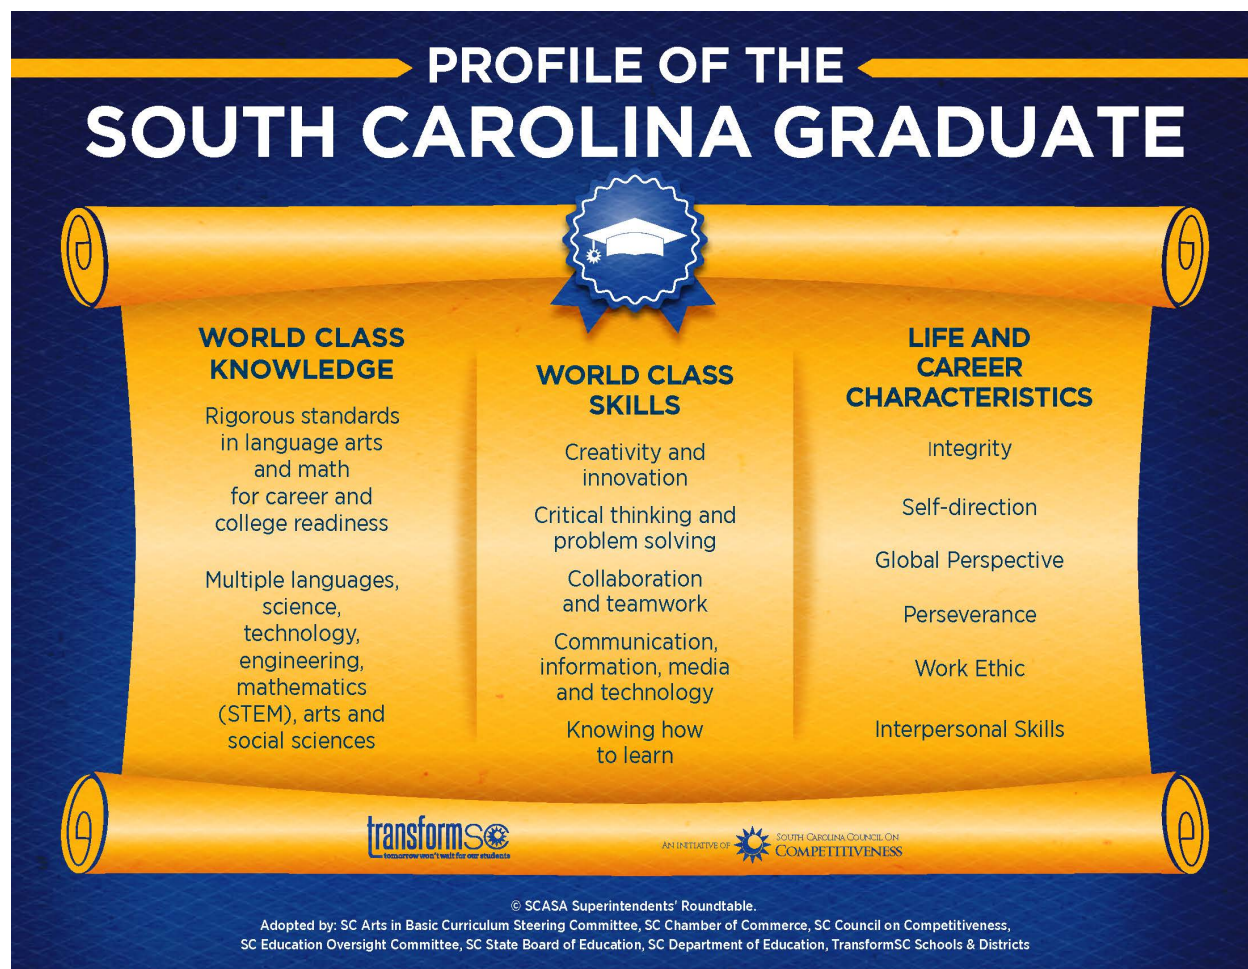 PROFILE OF THE
SOUTH CAROLINA GRADUATE
WORLD CLASS
KNOWLEDGE
Rigorous standards
in language arts
and math
for career and
college readiness
Multiple languages,
science,
technology,
engineering,
mathematics
(STEM), arts and
social sciences
WORLD CLASS
SKILLS
Creativity and
innovation
Critical thinking and
problem solving
Collaboration
and teamwork
Communication,
information, media
and technology
Knowing how
to learn
LIFE AND
CAREER
CHARACTERISTICS
Integrity
Self-direction
Global Perspective
Perseverance
Work Ethic
Interpersonal Skills
transformSC
tomorrow won't wait for our students
AN INITIATIVE OF
SOUTH CAROLINA COUNCIL ON
COMPETITIVENESS
© SCASA Superintendents' Roundtable.
Adopted by: SC Arts in Basic Curriculum Steering Committee, SC Chamber of Commerce, SC Council on Competitiveness,
SC Education Oversight Committee, SC State Board of Education, SC Department of Education, TransformSC Schools & Districts